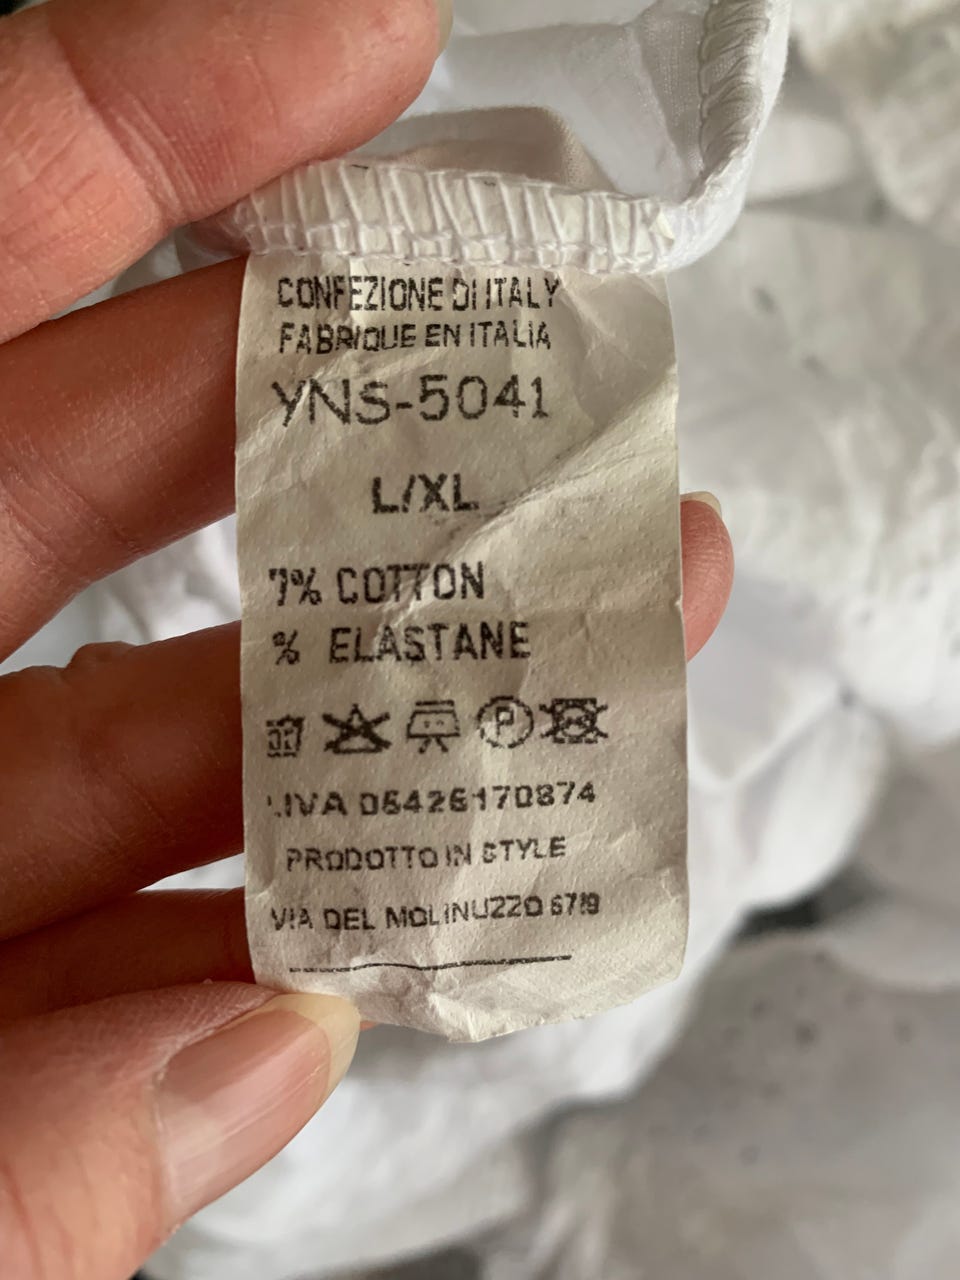 CONFEZIONE DI ITALY
FABRIQUE EN ITALIA
YNS-5041
L/XL
7% COTTON
% ELASTANE
P
.IVA 05426170874
PRODOTTO IN STYLE
VIA DEL MOLINUZZO 67/9